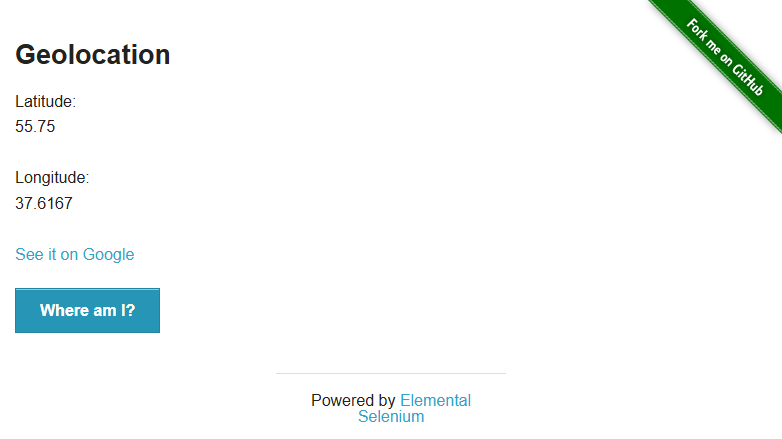 Fork me on GitHub
Geolocation
Latitude:
55.75
Longitude:
37.6167
See it on Google
Where am I?
Powered by Elemental
Selenium